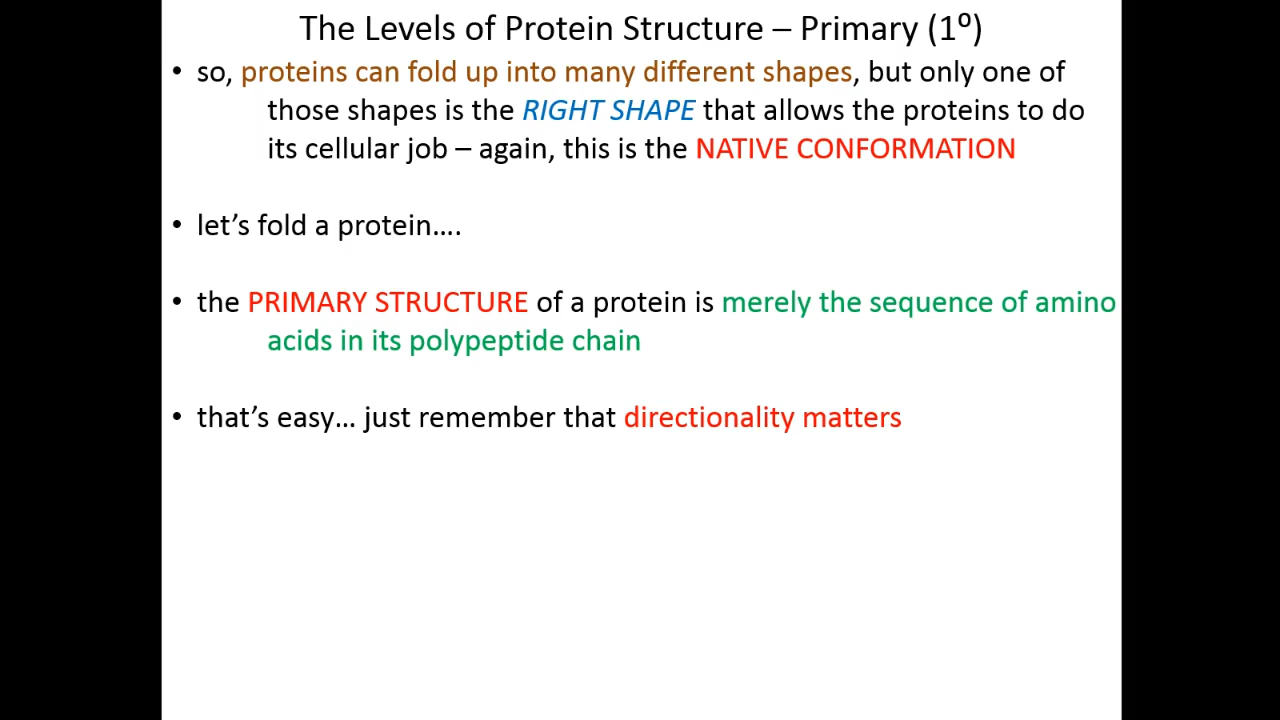 The Levels of Protein Structure – Primary (1⁰)
• so, proteins can fold up into many different shapes, but only one of
those shapes is the RIGHT SHAPE that allows the proteins to do
its cellular job – again, this is the NATIVE CONFORMATION
• let’s fold a protein….
• the PRIMARY STRUCTURE of a protein is merely the sequence of amino
acids in its polypeptide chain
• that’s easy… just remember that directionality matters